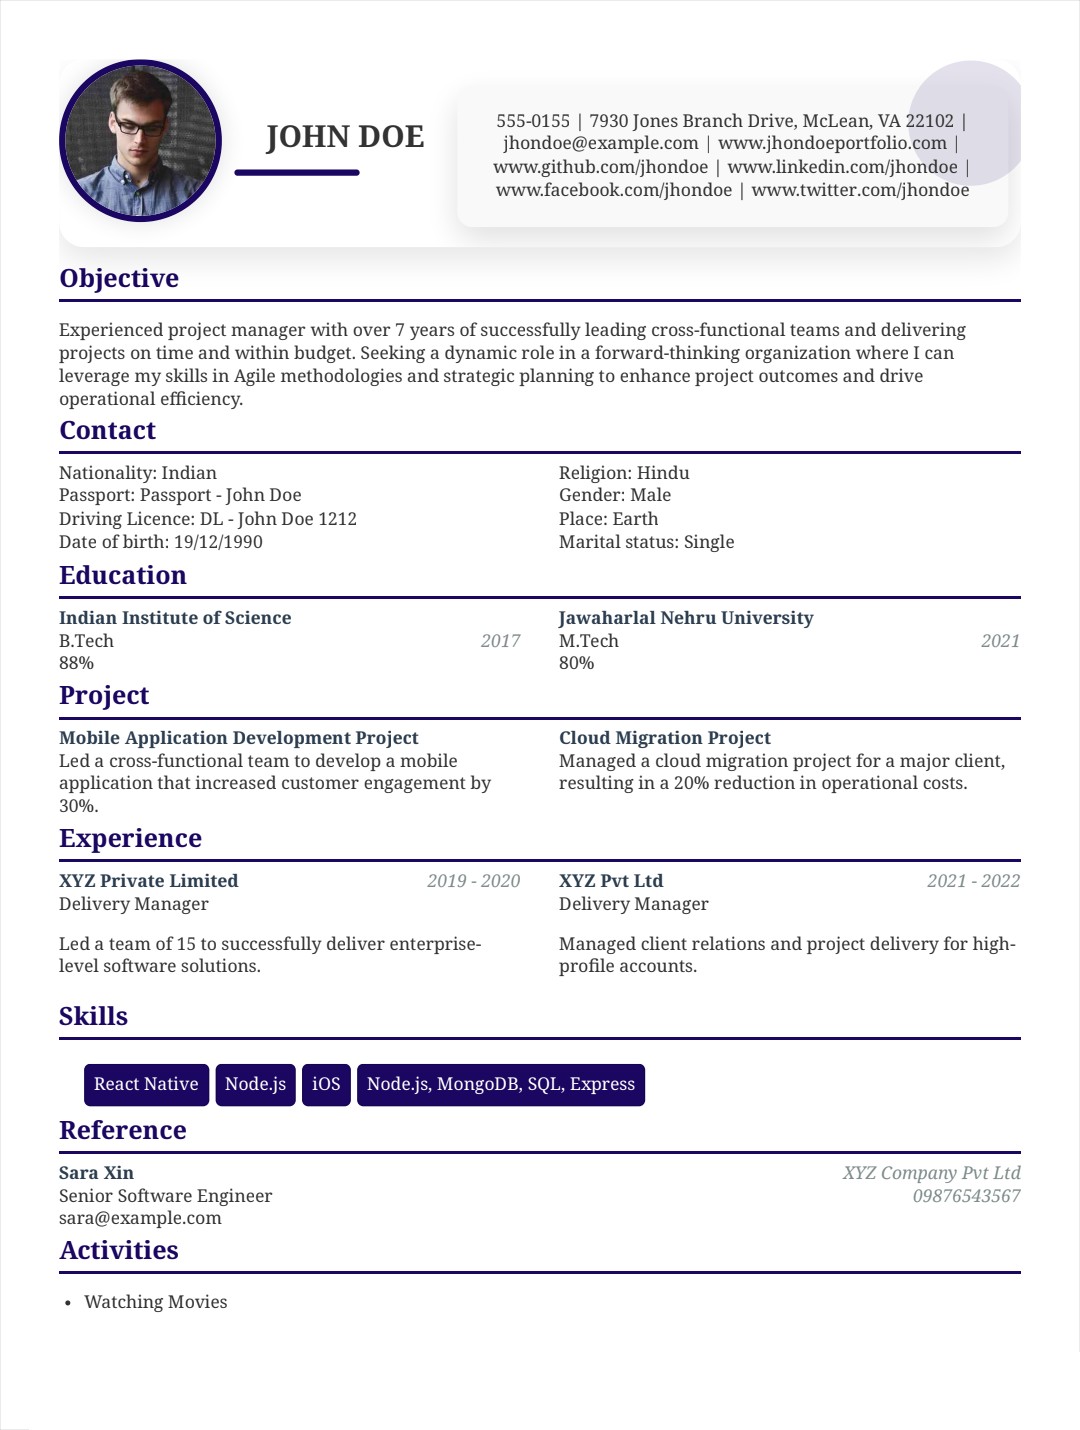 JOHN DOE
555-0155 | 7930 Jones Branch Drive, McLean, VA 22102 |
jhondoe@example.com | www.jhondoeportfolio.com |
www.github.com/jhondoe | www.linkedin.com/jhondoe |
www.facebook.com/jhondoe | www.twitter.com/jhondoe
Objective
Experienced project manager with over 7 years of successfully leading cross-functional teams and delivering
projects on time and within budget. Seeking a dynamic role in a forward-thinking organization where I can
leverage my skills in Agile methodologies and strategic planning to enhance project outcomes and drive
operational efficiency.
Contact
Nationality: Indian
Passport: Passport - John Doe
Driving Licence: DL - John Doe 1212
Date of birth: 19/12/1990
Religion: Hindu
Gender: Male
Place: Earth
Marital status: Single
Education
Indian Institute of Science
B.Tech 2017
88%
Jawaharlal Nehru University
M.Tech 2021
80%
Project
Mobile Application Development Project
Led a cross-functional team to develop a mobile
application that increased customer engagement by
30%.
Cloud Migration Project
Managed a cloud migration project for a major client,
resulting in a 20% reduction in operational costs.
Experience
XYZ Private Limited 2019 - 2020
Delivery Manager
Led a team of 15 to successfully deliver enterprise-
level software solutions.
XYZ Pvt Ltd 2021 - 2022
Delivery Manager
Managed client relations and project delivery for high-
profile accounts.
Skills
React Native Node.js iOS Node.js, MongoDB, SQL, Express
Reference
Sara Xin XYZ Company Pvt Ltd
Senior Software Engineer 09876543567
sara@example.com
Activities
• Watching Movies